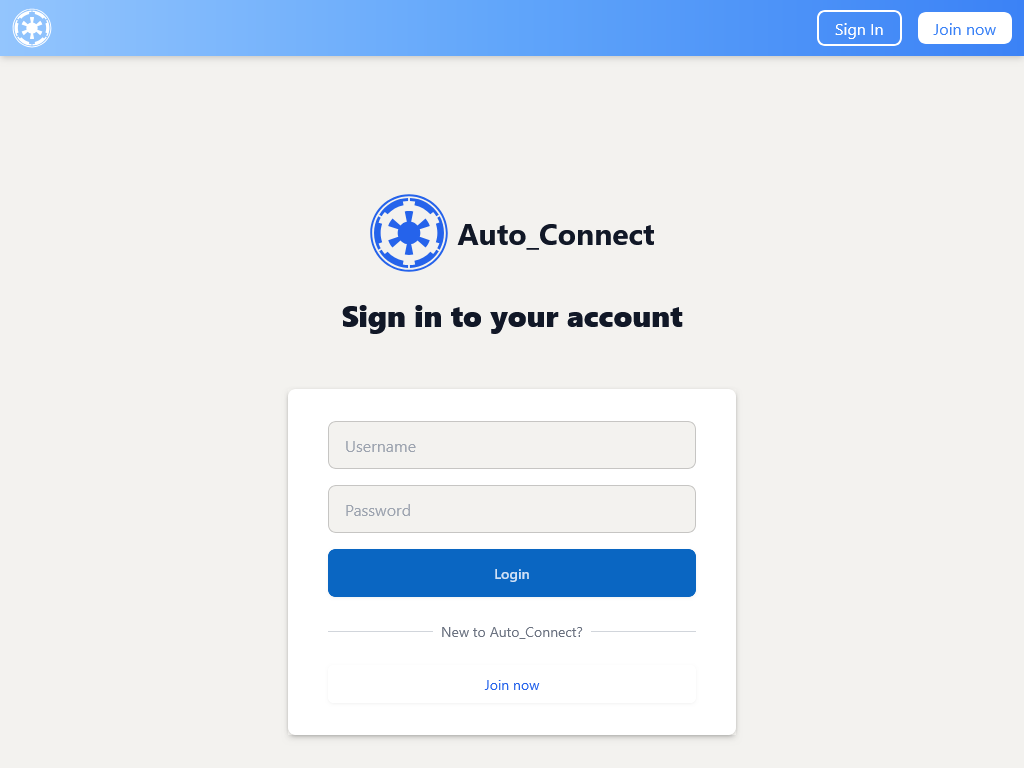 Sign In
Join now
Auto_Connect
Sign in to your account
Username
Password
Login
New to Auto_Connect?
Join now